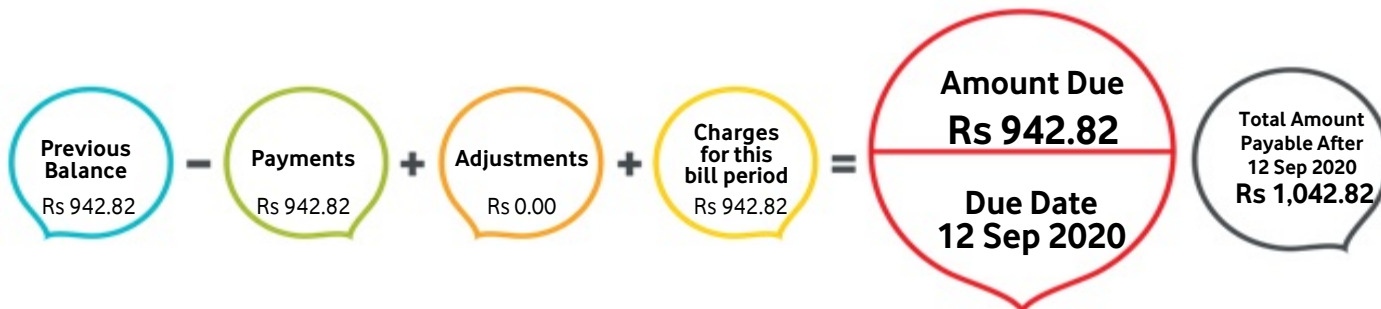 Previous
Balance
Rs 942.82
-
Payments
Rs 942.82
+
Adjustments
Rs 0.00
+
Charges
for this
bill period
Rs 942.82
=
Amount Due
Rs 942.82
Due Date
12 Sep 2020
Total Amount
Payable After
12 Sep 2020
Rs 1,042.82